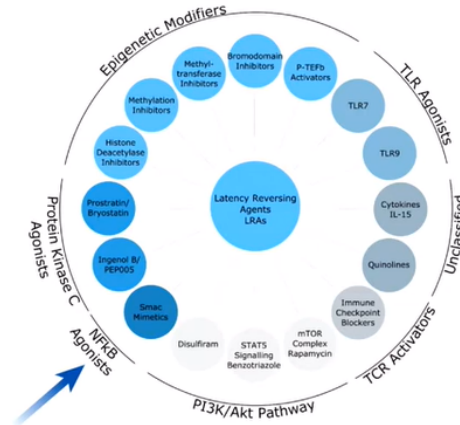 Epigenetic Modifiers
Bromodomain
Inhibitors
Methyl-
transferase
Inhibitors
P-TEFb
Activators
Methylation
Inhibitors
TLR7
TLR Agonists
Histone
Deacetylase
Inhibitors
TLR9
Prostratin/
Bryostatin
Latency Reversing
Agents
LRAs
Cytokines
IL-15
Unclassified
Protein Kinase C
Agonists
Ingenol B/
PEP005
Quinolines
Smac
Mimetics
Immune
Checkpoint
Blockers
NFkB
Agonists
Disulfiram
STAT5
Signalling
Benzotriazole
mTOR
Complex
Rapamycin
TCR Activators
PI3K/Akt Pathway